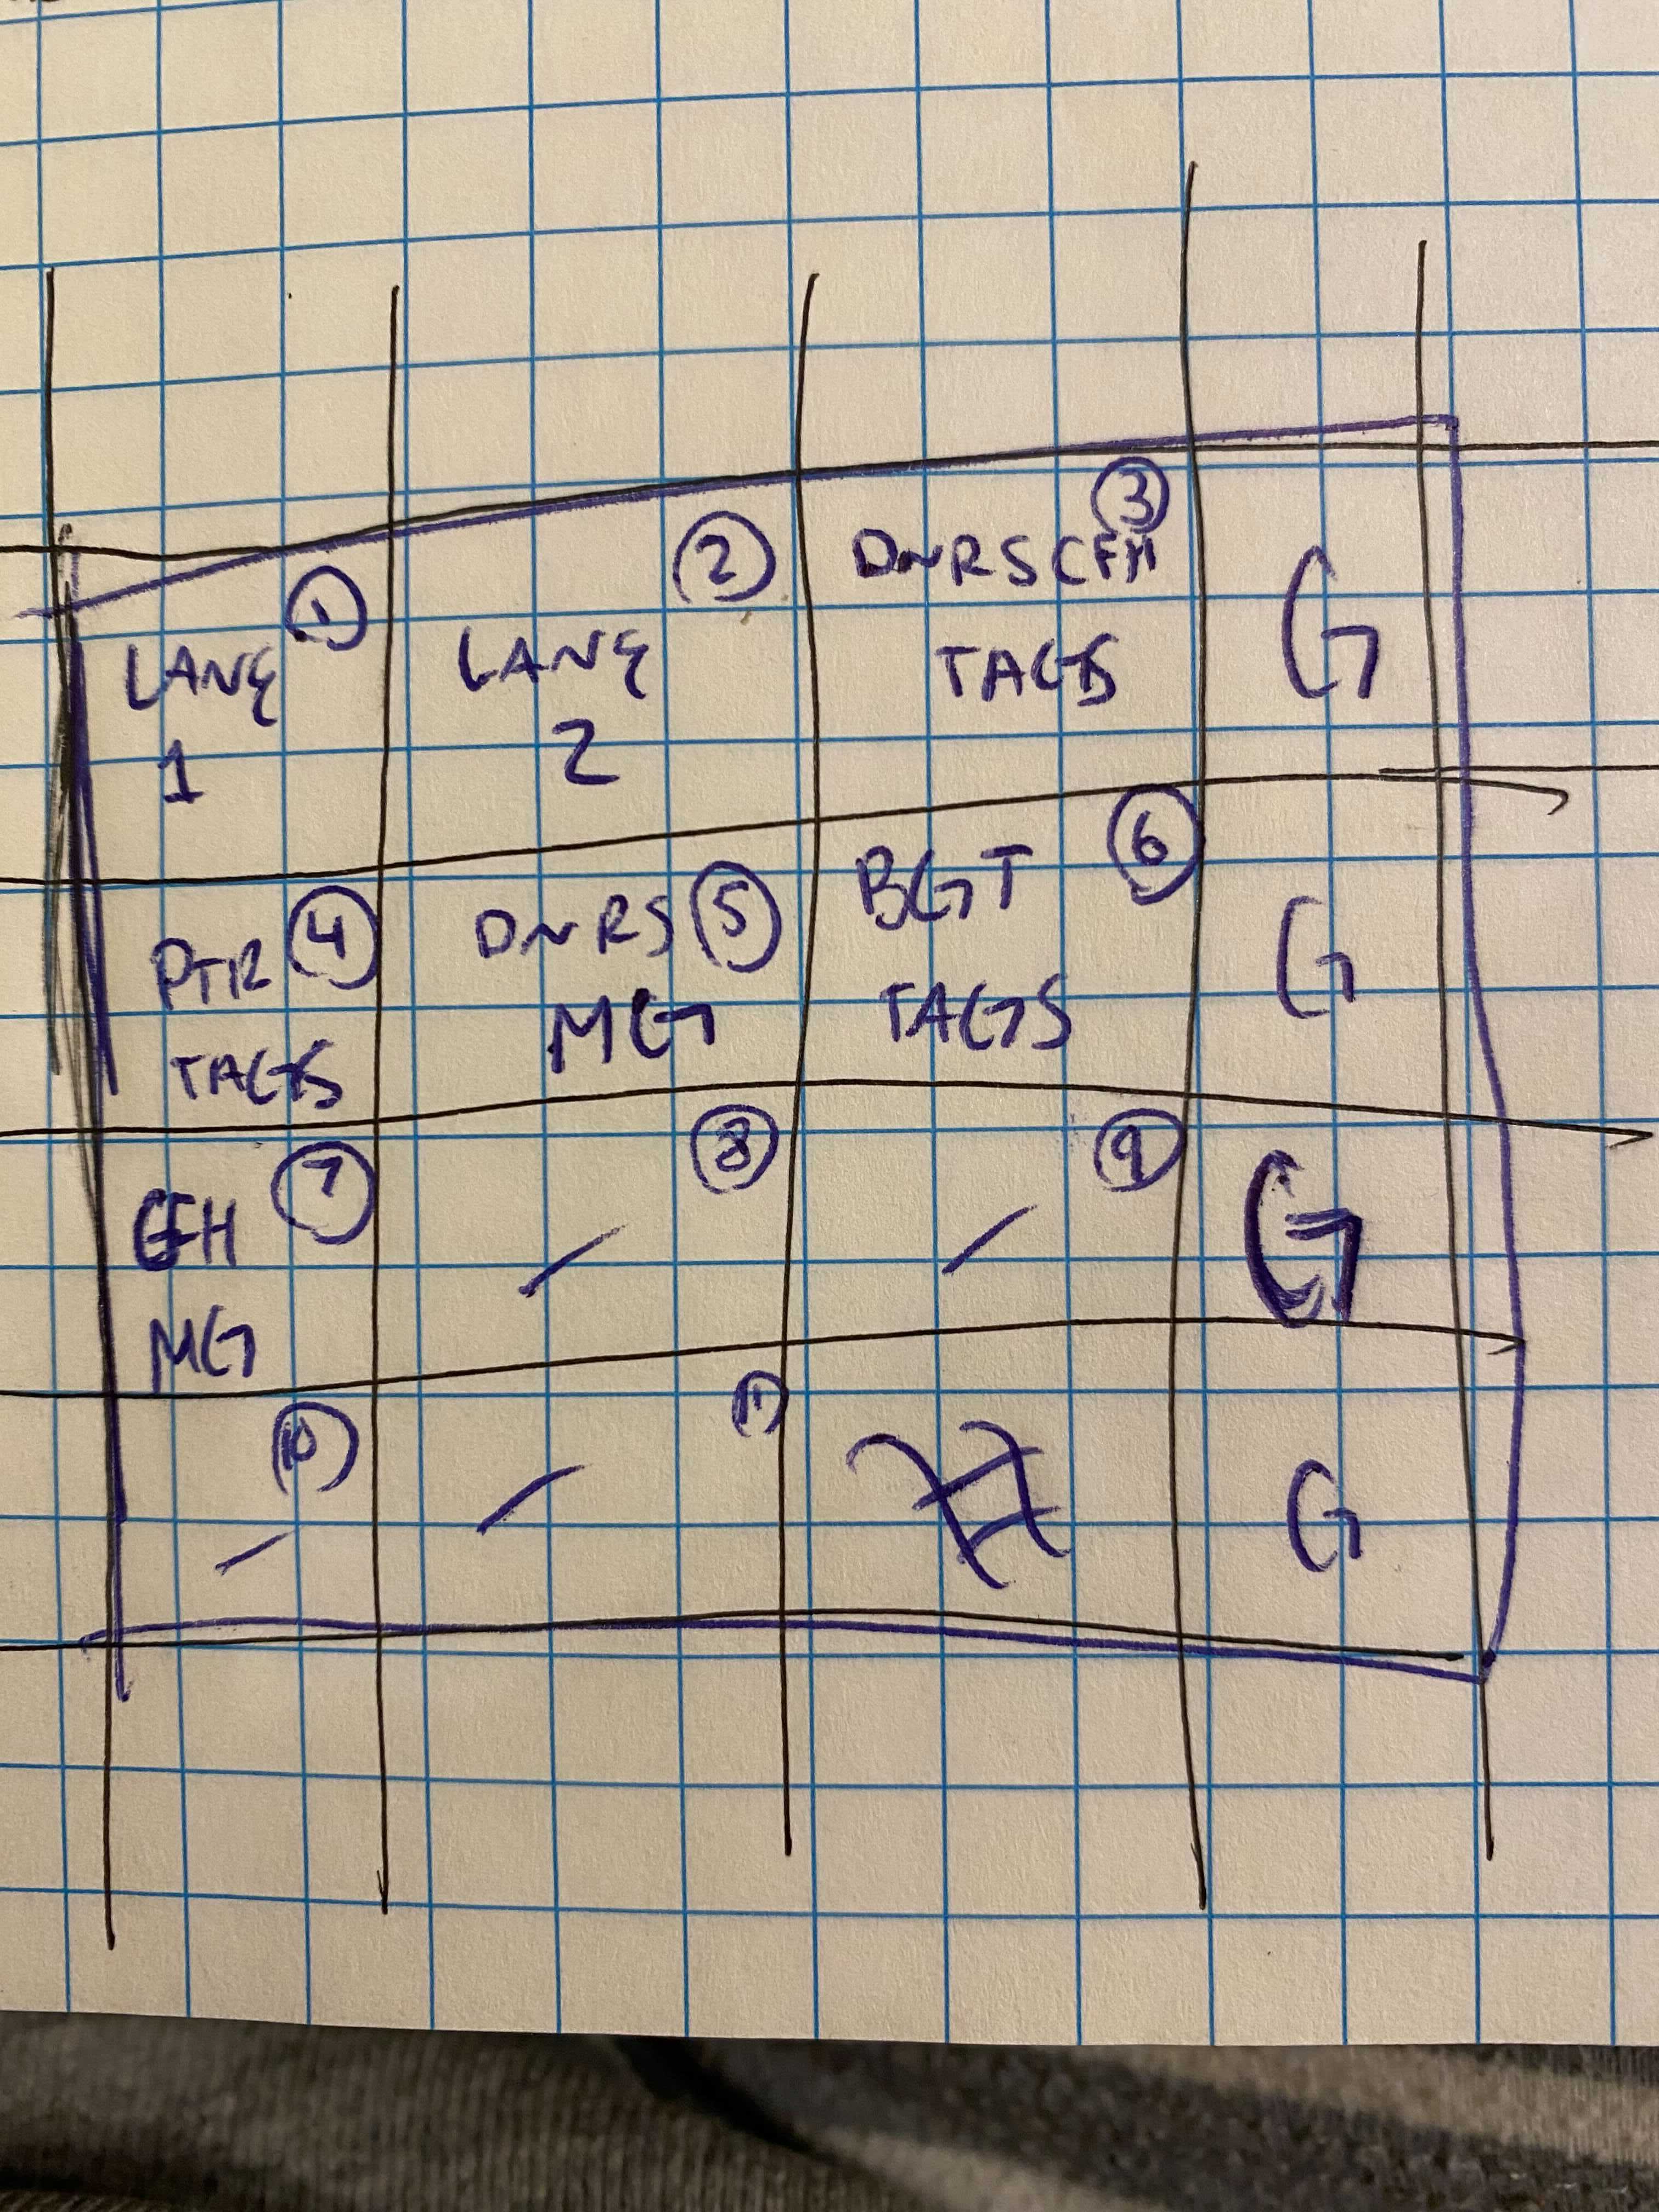 LANE 1
1
LANE 2
2
DNRS CFH 3
TAGS
G
PTR 4
TAGS
DNRS 5
MG
BGT 6
TAGS
G
7
MG
8
/
9
/
G
10
/
11
/
G